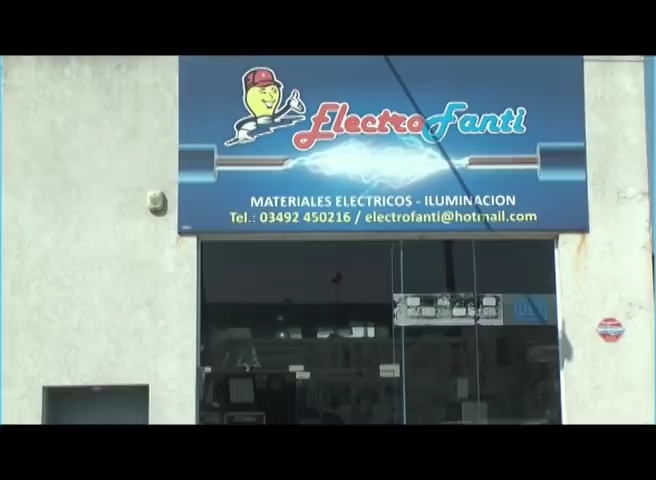 ElectroFanti
MATERIALES ELECTRICOS - ILUMINACION
Tel.: 03492 450216 / electrofanti@hotmail.com